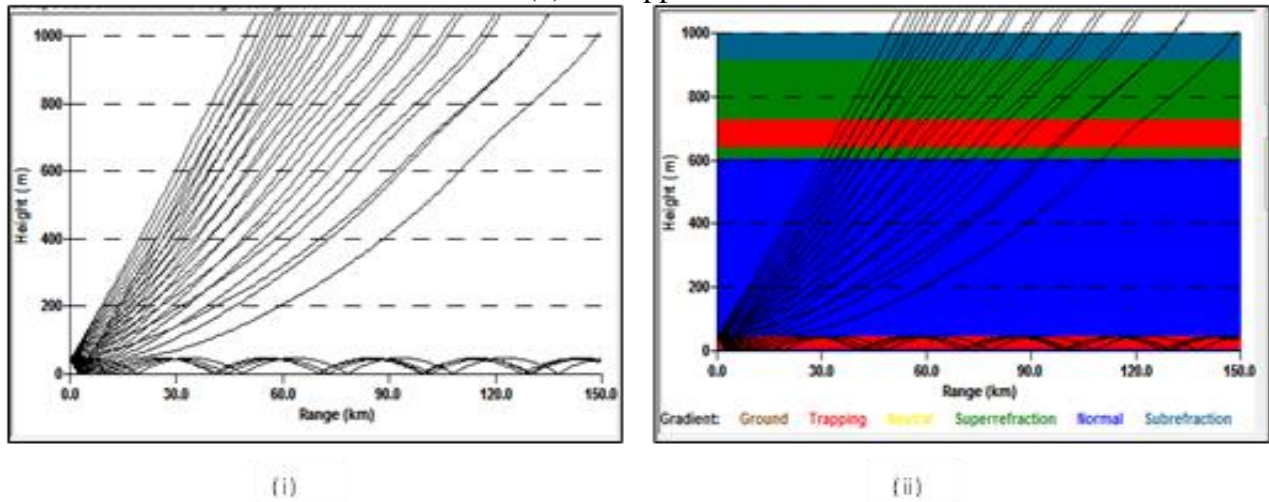 1000
800
600
400
200
0
Height (m)
0.0 30.0 60.0 90.0 120.0 150.0
Range (km)
1000
800
600
400
200
0
Height (m)
0.0 30.0 60.0 90.0 120.0 150.0
Range (km)
Gradient: Ground Trapping Neutral Superrefraction Normal Subrefraction
(i)
(ii)